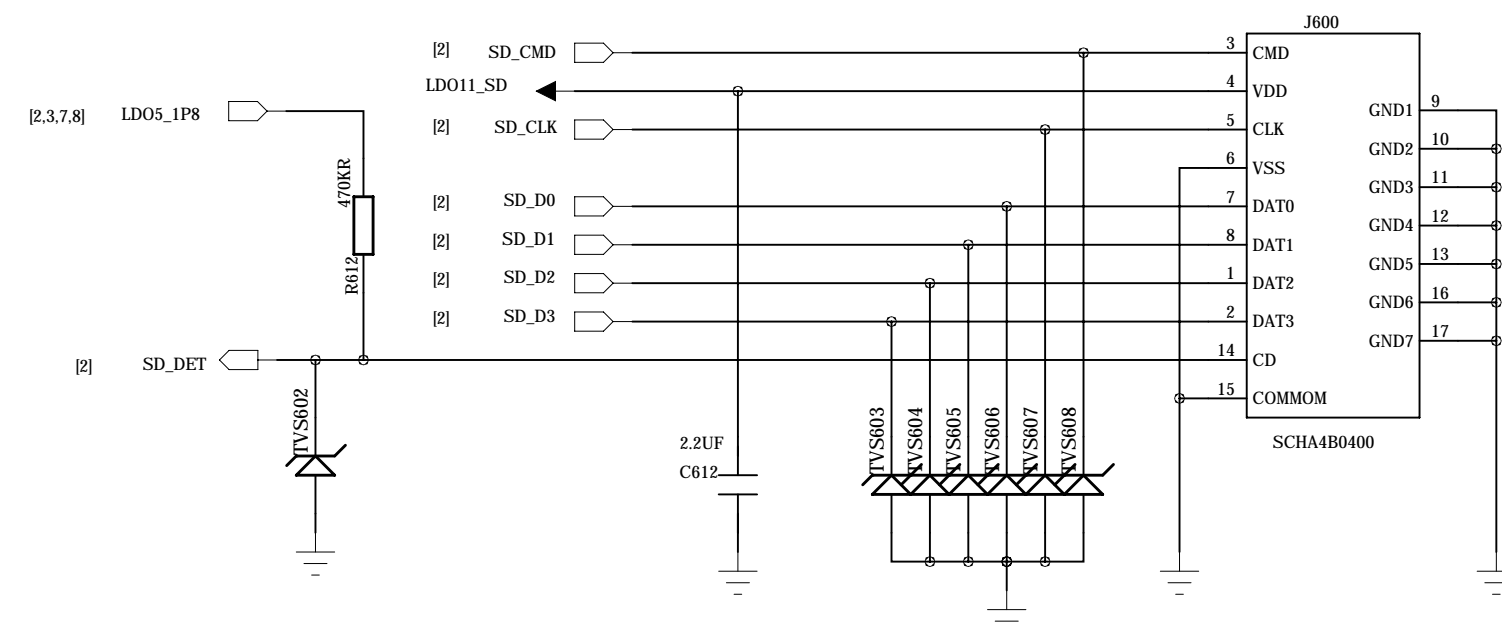 J600
[2] SD_CMD 3 CMD
LDO11_SD 4 VDD
[2,3,7,8] LDO5_1P8
GND1 9
[2] SD_CLK 5 CLK
GND2 10
6 VSS
GND3 11
470KR
[2] SD_D0 7 DAT0
GND4 12
[2] SD_D1 8 DAT1
GND5 13
R612
[2] SD_D2 1 DAT2
GND6 16
[2] SD_D3 2 DAT3
GND7 17
[2] SD_DET 14 CD
15 COMMOM
SCHA4B0400
TVS602
2.2UF
C612
TVS603
TVS604
TVS605
TVS606
TVS607
TVS608